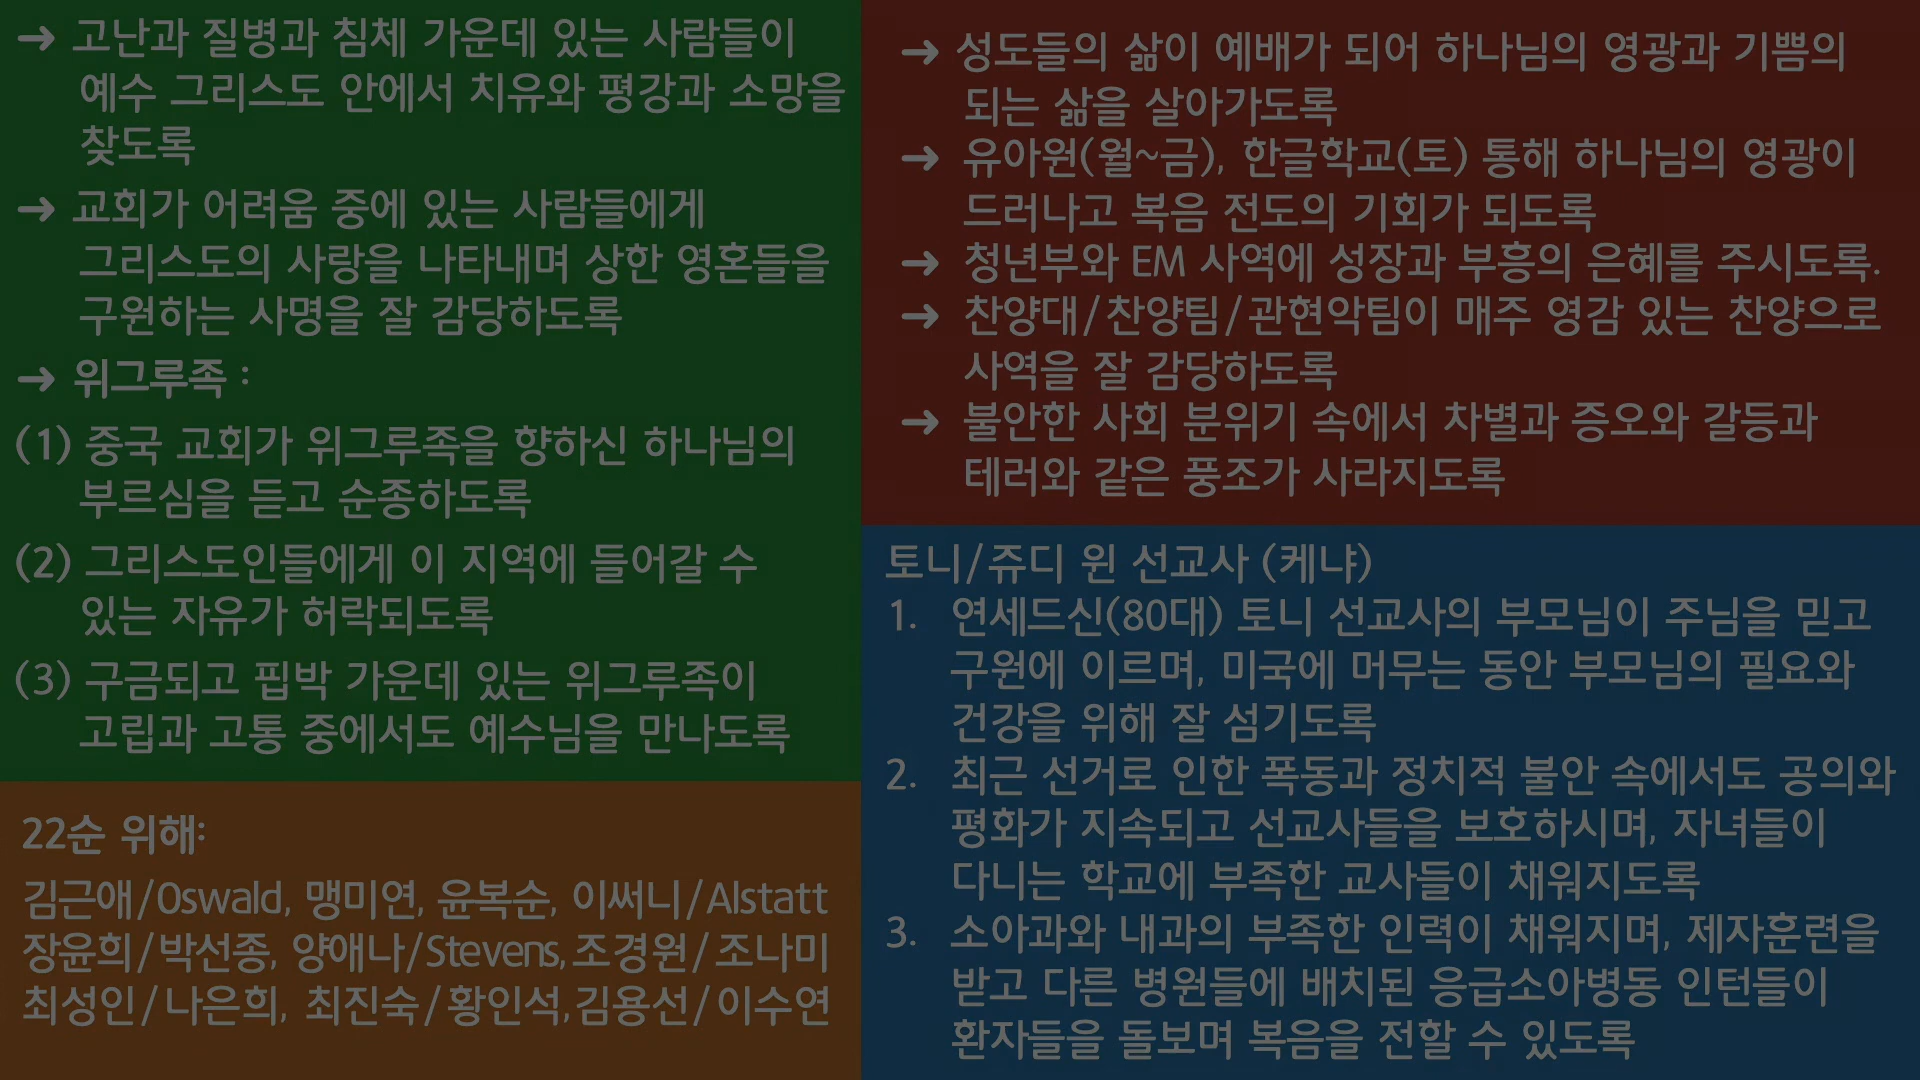 → 고난과 질병과 침체 가운데 있는 사람들이
예수 그리스도 안에서 치유와 평강과 소망을
찾도록
→ 교회가 어려움 중에 있는 사람들에게
그리스도의 사랑을 나타내며 상한 영혼들을
구원하는 사명을 잘 감당하도록
→ 위그루족 :
(1) 중국 교회가 위그루족을 향하신 하나님의
부르심을 듣고 순종하도록
(2) 그리스도인들에게 이 지역에 들어갈 수
있는 자유가 허락되도록
(3) 구금되고 핍박 가운데 있는 위그루족이
고립과 고통 중에서도 예수님을 만나도록
22순 위해:
김근애/Oswald, 맹미연, 윤복순, 이써니/Alstatt
장윤희/박선종, 양애나/Stevens,조경원/조나미
최성인/나은희, 최진숙/황인석,김용선/이수연
→ 성도들의 삶이 예배가 되어 하나님의 영광과 기쁨의
되는 삶을 살아가도록
→ 유아원(월~금), 한글학교(토) 통해 하나님의 영광이
드러나고 복음 전도의 기회가 되도록
→ 청년부와 EM 사역에 성장과 부흥의 은혜를 주시도록.
→ 찬양대/찬양팀/관현악팀이 매주 영감 있는 찬양으로
사역을 잘 감당하도록
→ 불안한 사회 분위기 속에서 차별과 증오와 갈등과
테러와 같은 풍조가 사라지도록
토니/쥬디 윈 선교사 (케냐)
1. 연세드신(80대) 토니 선교사의 부모님이 주님을 믿고
구원에 이르며, 미국에 머무는 동안 부모님의 필요와
건강을 위해 잘 섬기도록
2. 최근 선거로 인한 폭동과 정치적 불안 속에서도 공의와
평화가 지속되고 선교사들을 보호하시며, 자녀들이
다니는 학교에 부족한 교사들이 채워지도록
3. 소아과와 내과의 부족한 인력이 채워지며, 제자훈련을
받고 다른 병원들에 배치된 응급소아병동 인턴들이
환자들을 돌보며 복음을 전할 수 있도록